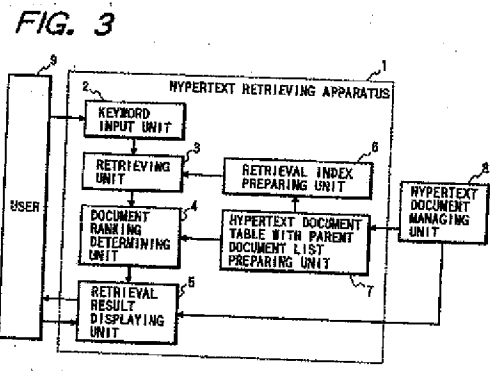 FIG. 3
9
1
HYPERTEXT RETRIEVING APPARATUS
2
KEYWORD
INPUT UNIT
3
RETRIEVING
UNIT
6
RETRIEVAL INDEX
PREPARING UNIT
8
HYPERTEXT
DOCUMENT
MANAGING
UNIT
USER
4
DOCUMENT
RANKING
DETERMINING
UNIT
HYPERTEXT DOCUMENT
TABLE WITH PARENT
DOCUMENT LIST
PREPARING UNIT
7
5
RETRIEVAL
RESULT
DISPLAYING
UNIT